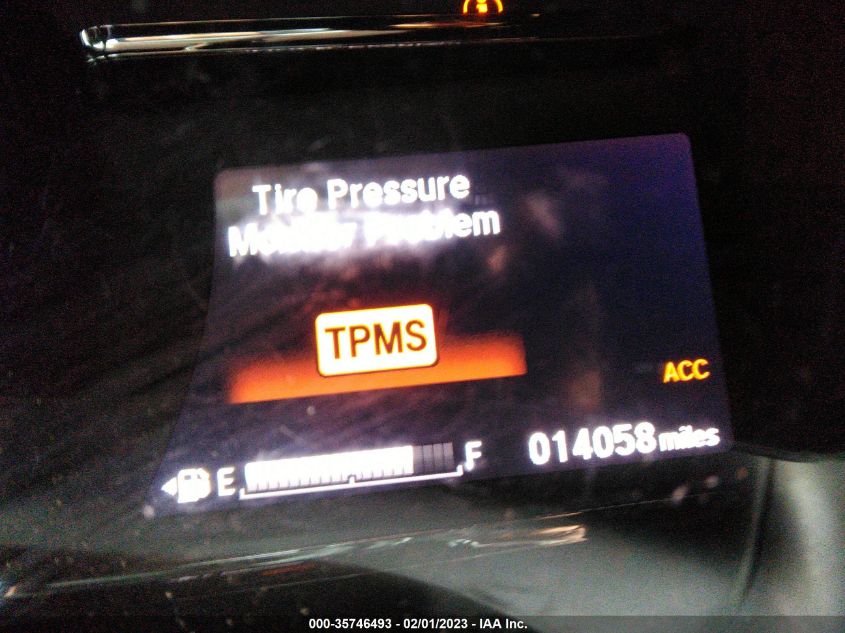 Tire Pressure
Monitor Problem
TPMS
ACC
E F 014058 miles
000-35746493 - 02/01/2023 - IAA Inc.